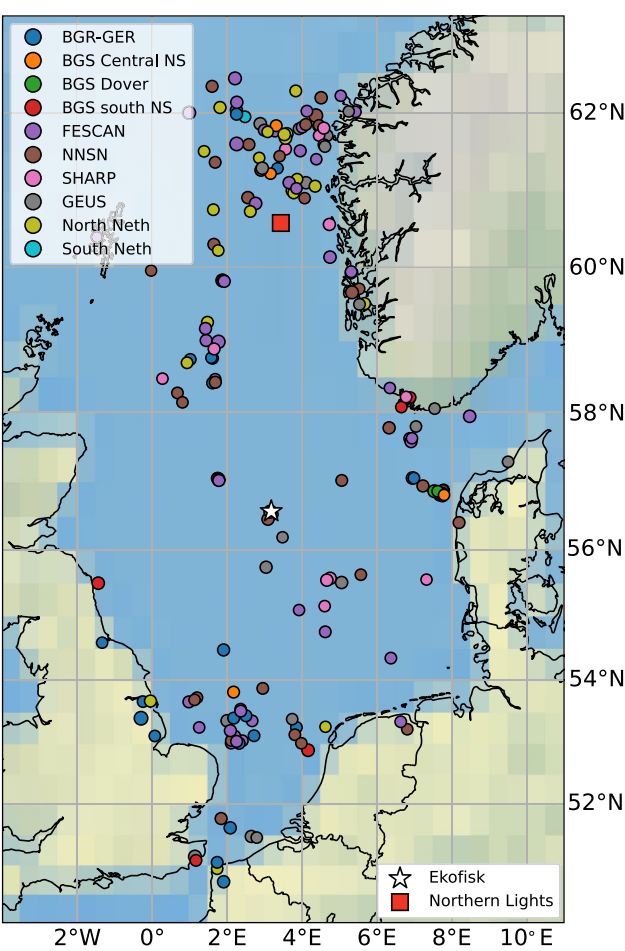 BGR-GER
BGS Central NS
BGS Dover
BGS south NS
FESCAN
NNSN
SHARP
GEUS
North Neth
South Neth
62°N
60°N
58°N
56°N
54°N
52°N
Ekofisk
Northern Lights
2°W 0° 2°E 4°E 6°E 8°E 10°E